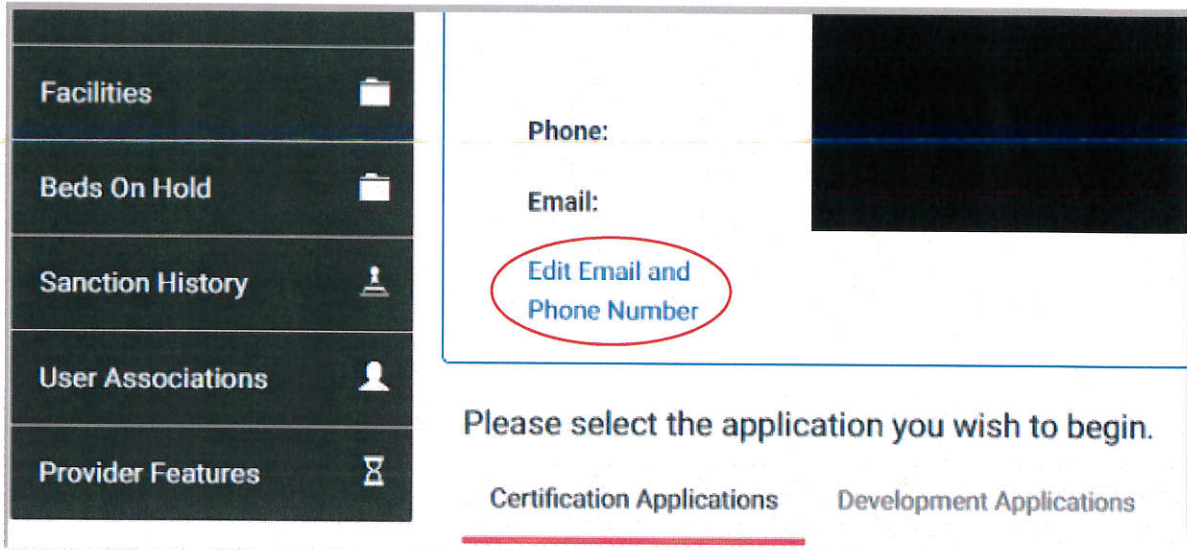 Facilities
Beds On Hold
Sanction History
User Associations
Provider Features
Phone:
Email:
Edit Email and
Phone Number
Please select the application you wish to begin.
Certification Applications
Development Applications